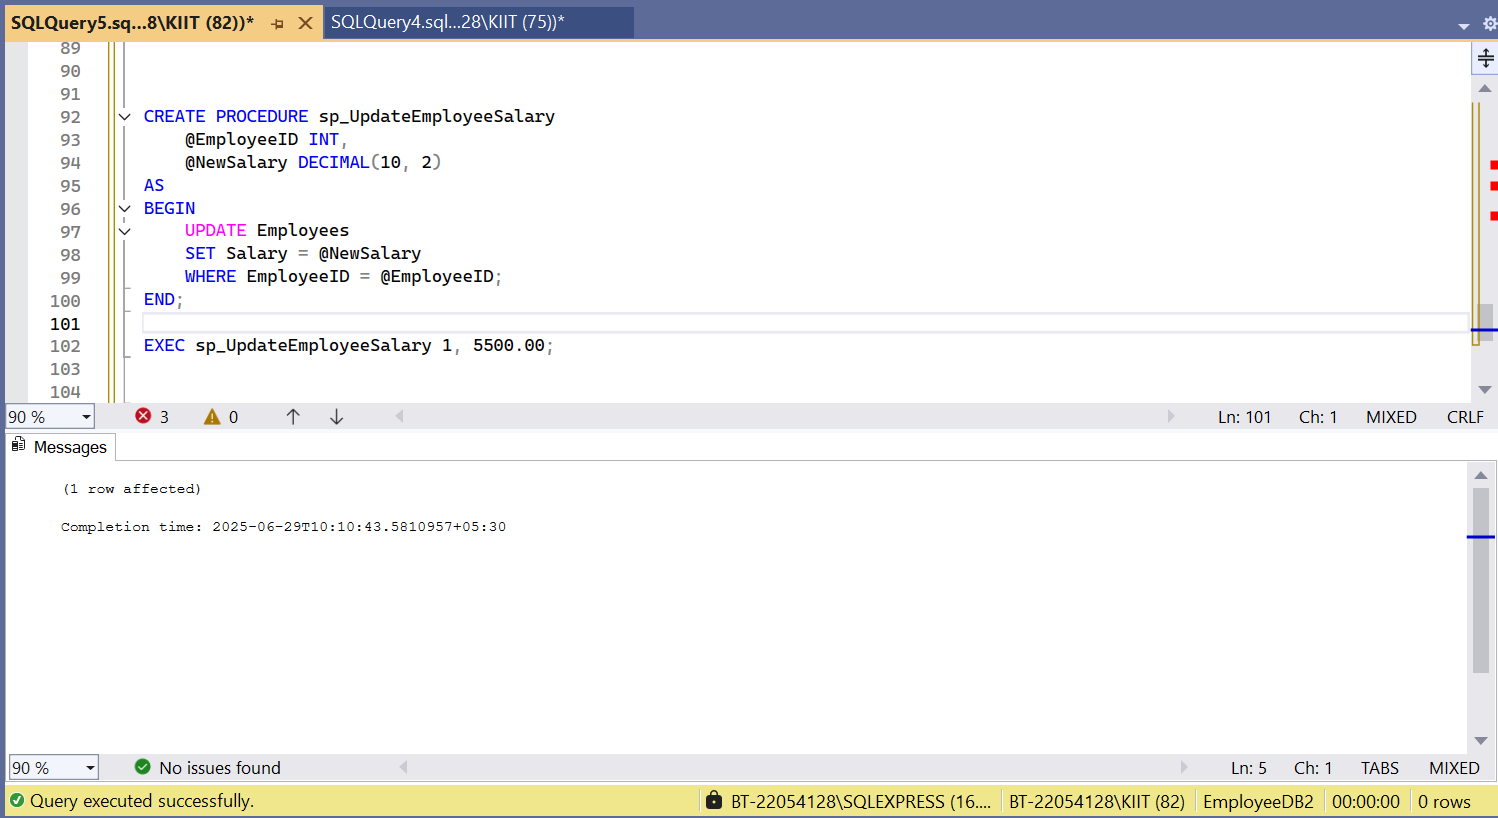 SQLQuery5.sq...8\KIIT (82))* SQLQuery4.sql...28\KIIT (75))*
89
90
91
92 CREATE PROCEDURE sp_UpdateEmployeeSalary
93 @EmployeeID INT,
94 @NewSalary DECIMAL(10, 2)
95 AS
96 BEGIN
97 UPDATE Employees
98 SET Salary = @NewSalary
99 WHERE EmployeeID = @EmployeeID;
100 END;
101
102 EXEC sp_UpdateEmployeeSalary 1, 5500.00;
103
104
90 % 3 0 Ln: 101 Ch: 1 MIXED CRLF
Messages
(1 row affected)
Completion time: 2025-06-29T10:10:43.5810957+05:30
90 % No issues found Ln: 5 Ch: 1 TABS MIXED
Query executed successfully. BT-22054128\SQLEXPRESS (16.... BT-22054128\KIIT (82) EmployeeDB2 00:00:00 0 rows